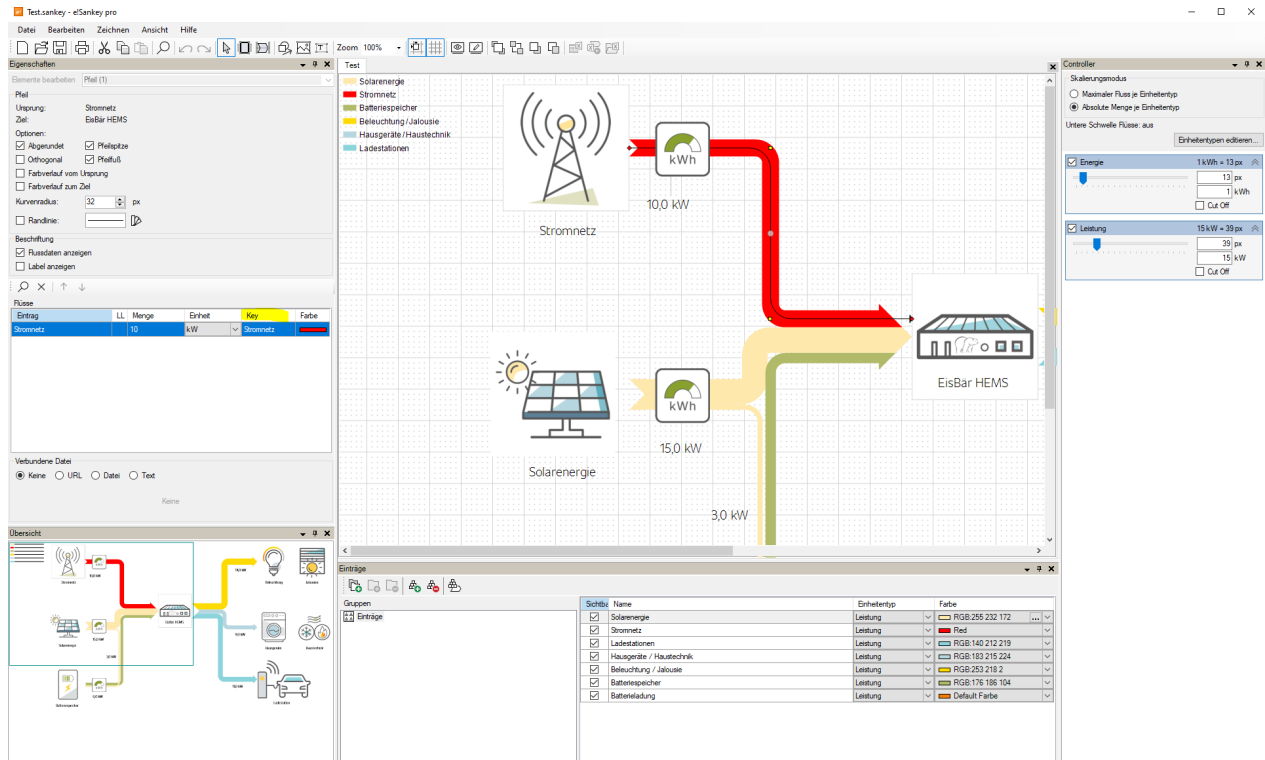 Test.sankey - e!Sankey pro
Datei Bearbeiten Zeichnen Ansicht Hilfe
Zoom 100%
Eigenschaften
Elemente bearbeiten Pfeil (1)
Pfeil
Ursprung: Stromnetz
Ziel: EisBär HEMS
Optionen:
Abgerundet Pfeilspitze
Orthogonal Pfeilfuß
Farbverlauf vom Ursprung
Farbverlauf zum Ziel
Kurvenradius: 32 px
Randlinie:
Beschriftung
Flussdaten anzeigen
Label anzeigen
Flüsse
Eintrag LL Menge Einheit Key Farbe
Stromnetz 10 kW Stromnetz
Verbundene Datei
Keine URL Datei Text
Keine
Übersicht
Test
Solarenergie
Stromnetz
Batteriespeicher
Beleuchtung / Jalousie
Hausgeräte / Haustechnik
Ladestationen
kWh
10,0 kW
Stromnetz
EisBär HEMS
kWh
15,0 kW
Solarenergie
3,0 kW
Einträge
Gruppen
Einträge
Sichtba Name Einheitentyp Farbe
Solarenergie Leistung RGB:255 232 172 ...
Stromnetz Leistung Red
Ladestationen Leistung RGB:140 212 219
Hausgeräte / Haustechnik Leistung RGB:183 215 224
Beleuchtung / Jalousie Leistung RGB:253 218 2
Batteriespeicher Leistung RGB:176 186 104
Batterieladung Leistung Default Farbe
Controller
Skalierungsmodus
Maximaler Fluss je Einheitentyp
Absolute Menge je Einheitentyp
Untere Schwelle Flüsse: aus
Einheitentypen editieren...
Energie 1 kWh = 13 px
13 px
1 kWh
Cut Off
Leistung 15 kW = 39 px
39 px
15 kW
Cut Off